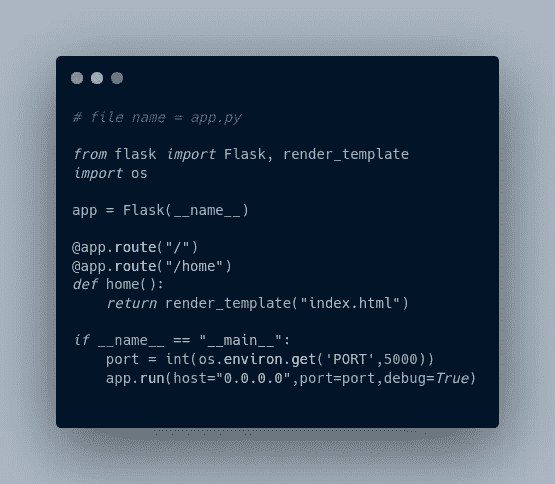 # file name = app.py
from flask import Flask, render_template
import os
app = Flask(__name__)
@app.route("/")
@app.route("/home")
def home():
    return render_template("index.html")
if __name__ == "__main__":
    port = int(os.environ.get('PORT',5000))
    app.run(host="0.0.0.0",port=port,debug=True)